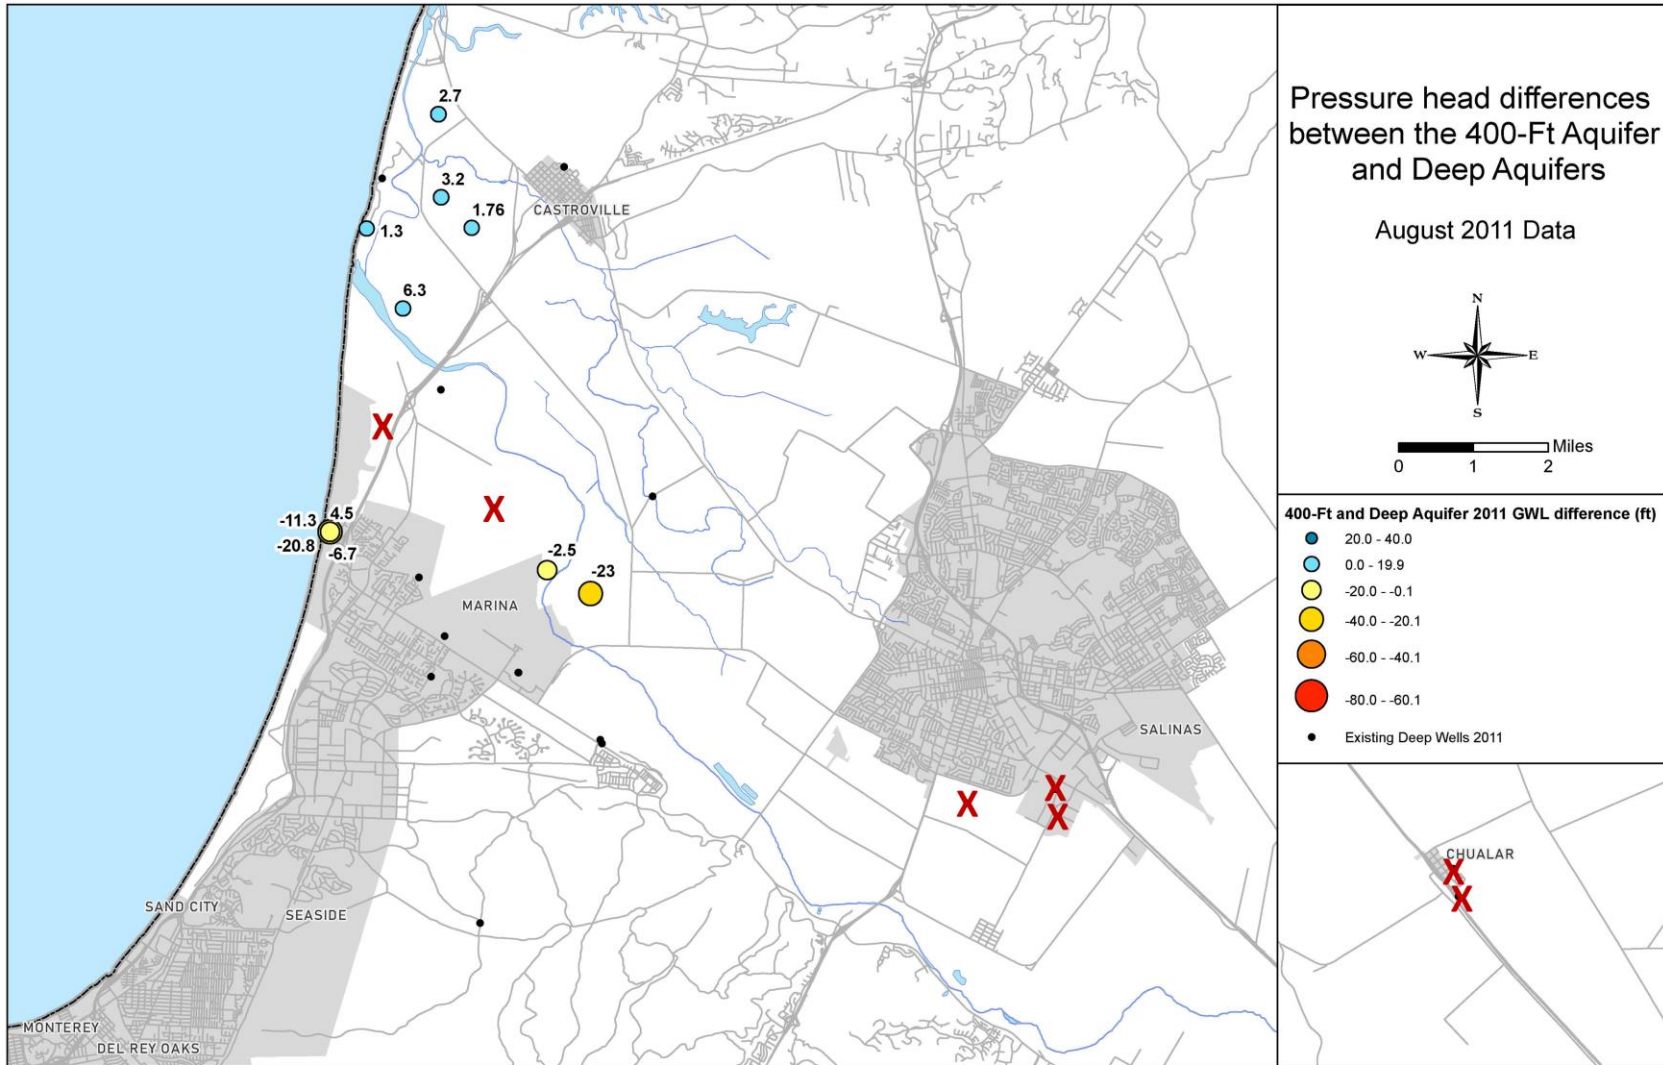 Pressure head differences
between the 400-Ft Aquifer
and Deep Aquifers
August 2011 Data
N
W E
S
Miles
0 1 2
400-Ft and Deep Aquifer 2011 GWL difference (ft)
20.0 - 40.0
0.0 - 19.9
-20.0 - -0.1
-40.0 - -20.1
-60.0 - -40.1
-80.0 - -60.1
Existing Deep Wells 2011
2.7
3.2
1.76
1.3
6.3
CASTROVILLE
X
X
-11.3 4.5
-20.8 -6.7
-2.5
-23
MARINA
SALINAS
X
X
X
SAND CITY
SEASIDE
MONTEREY
DEL REY OAKS
CHUALAR
X
X